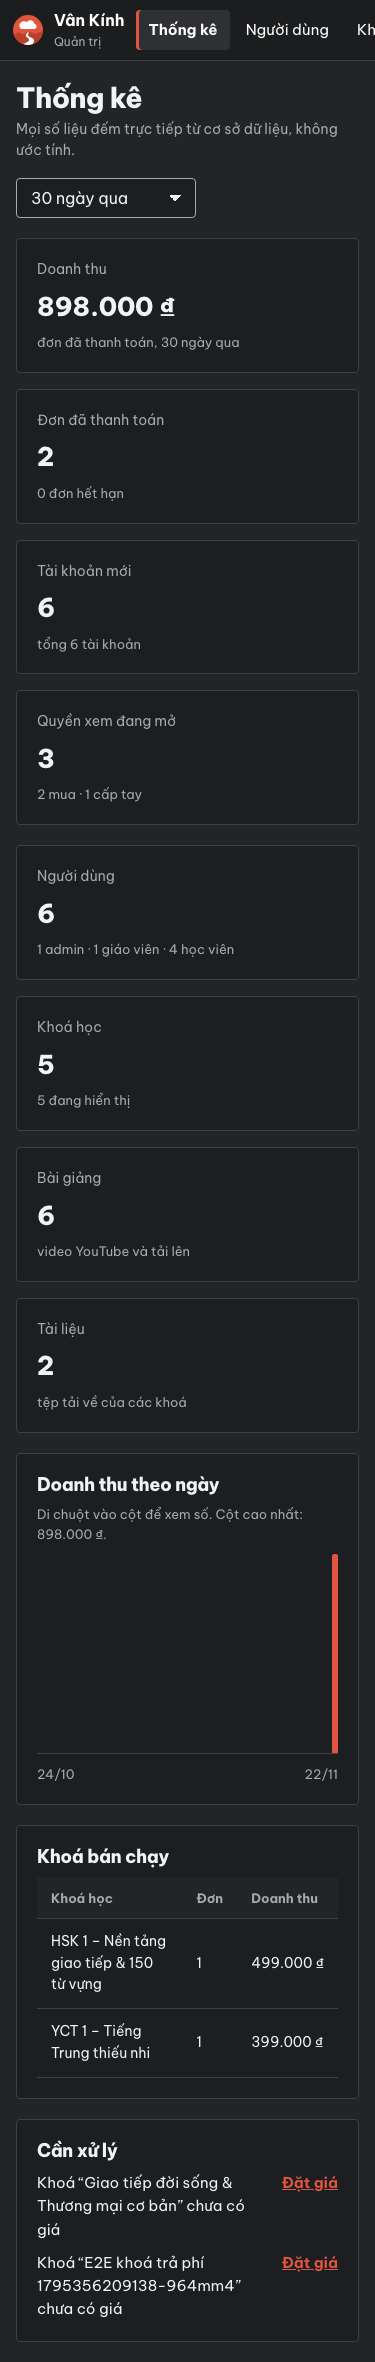 Vân Kính
Quản trị
Thống kê
Người dùng
Kh
Thống kê
Mọi số liệu đếm trực tiếp từ cơ sở dữ liệu, không
ước tính.
30 ngày qua
Doanh thu
898.000 ₫
đơn đã thanh toán, 30 ngày qua
Đơn đã thanh toán
2
0 đơn hết hạn
Tài khoản mới
6
tổng 6 tài khoản
Quyền xem đang mở
3
2 mua · 1 cấp tay
Người dùng
6
1 admin · 1 giáo viên · 4 học viên
Khoá học
5
5 đang hiển thị
Bài giảng
6
video YouTube và tải lên
Tài liệu
2
tệp tải về của các khoá
Doanh thu theo ngày
Di chuột vào cột để xem số. Cột cao nhất:
898.000 ₫.
24/10 22/11
Khoá bán chạy
Khoá học Đơn Doanh thu
HSK 1 – Nền tảng
giao tiếp & 150
từ vựng
1 499.000 ₫
YCT 1 – Tiếng
Trung thiếu nhi
1 399.000 ₫
Cần xử lý
Khoá “Giao tiếp đời sống &
Thương mại cơ bản” chưa có
giá
Đặt giá
Khoá “E2E khoá trả phí
1795356209138-964mm4”
chưa có giá
Đặt giá